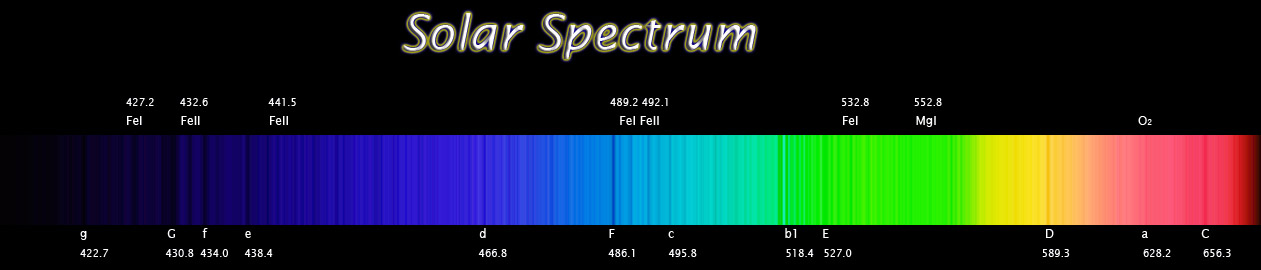 Solar Spectrum
427.2 432.6 441.5 489.2 492.1 532.8 552.8
FeI FeII FeII FeI FeII FeI MgI O₂
g G f e d F c b1 E D a C
422.7 430.8 434.0 438.4 466.8 486.1 495.8 518.4 527.0 589.3 628.2 656.3